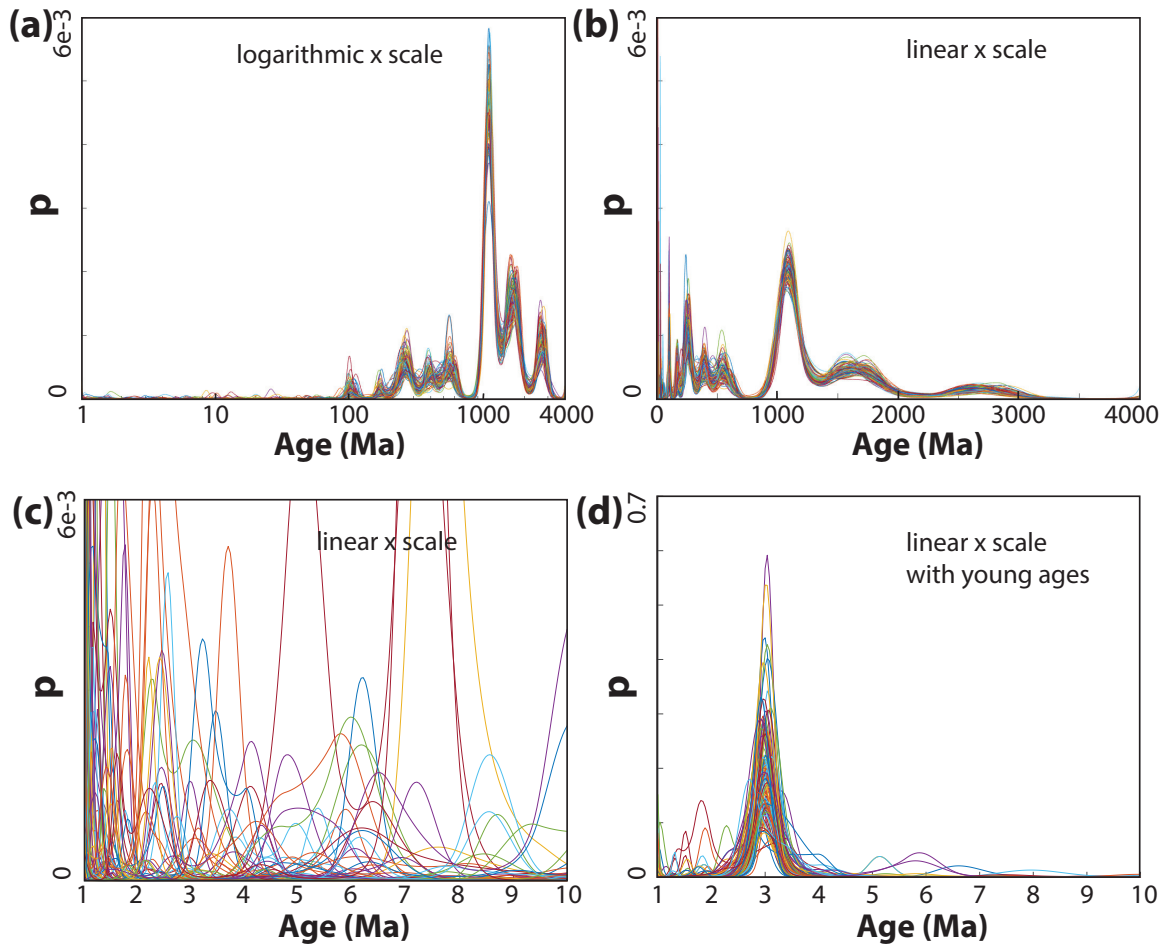 (a)
6e-3
logarithmic x scale
p
0
1 10 100 1000 4000
Age (Ma)
(b)
6e-3
linear x scale
p
0
0 1000 2000 3000 4000
Age (Ma)
(c)
6e-3
linear x scale
p
0
1 2 3 4 5 6 7 8 9 10
Age (Ma)
(d)
0.7
linear x scale
with young ages
p
0
1 2 3 4 5 6 7 8 9 10
Age (Ma)